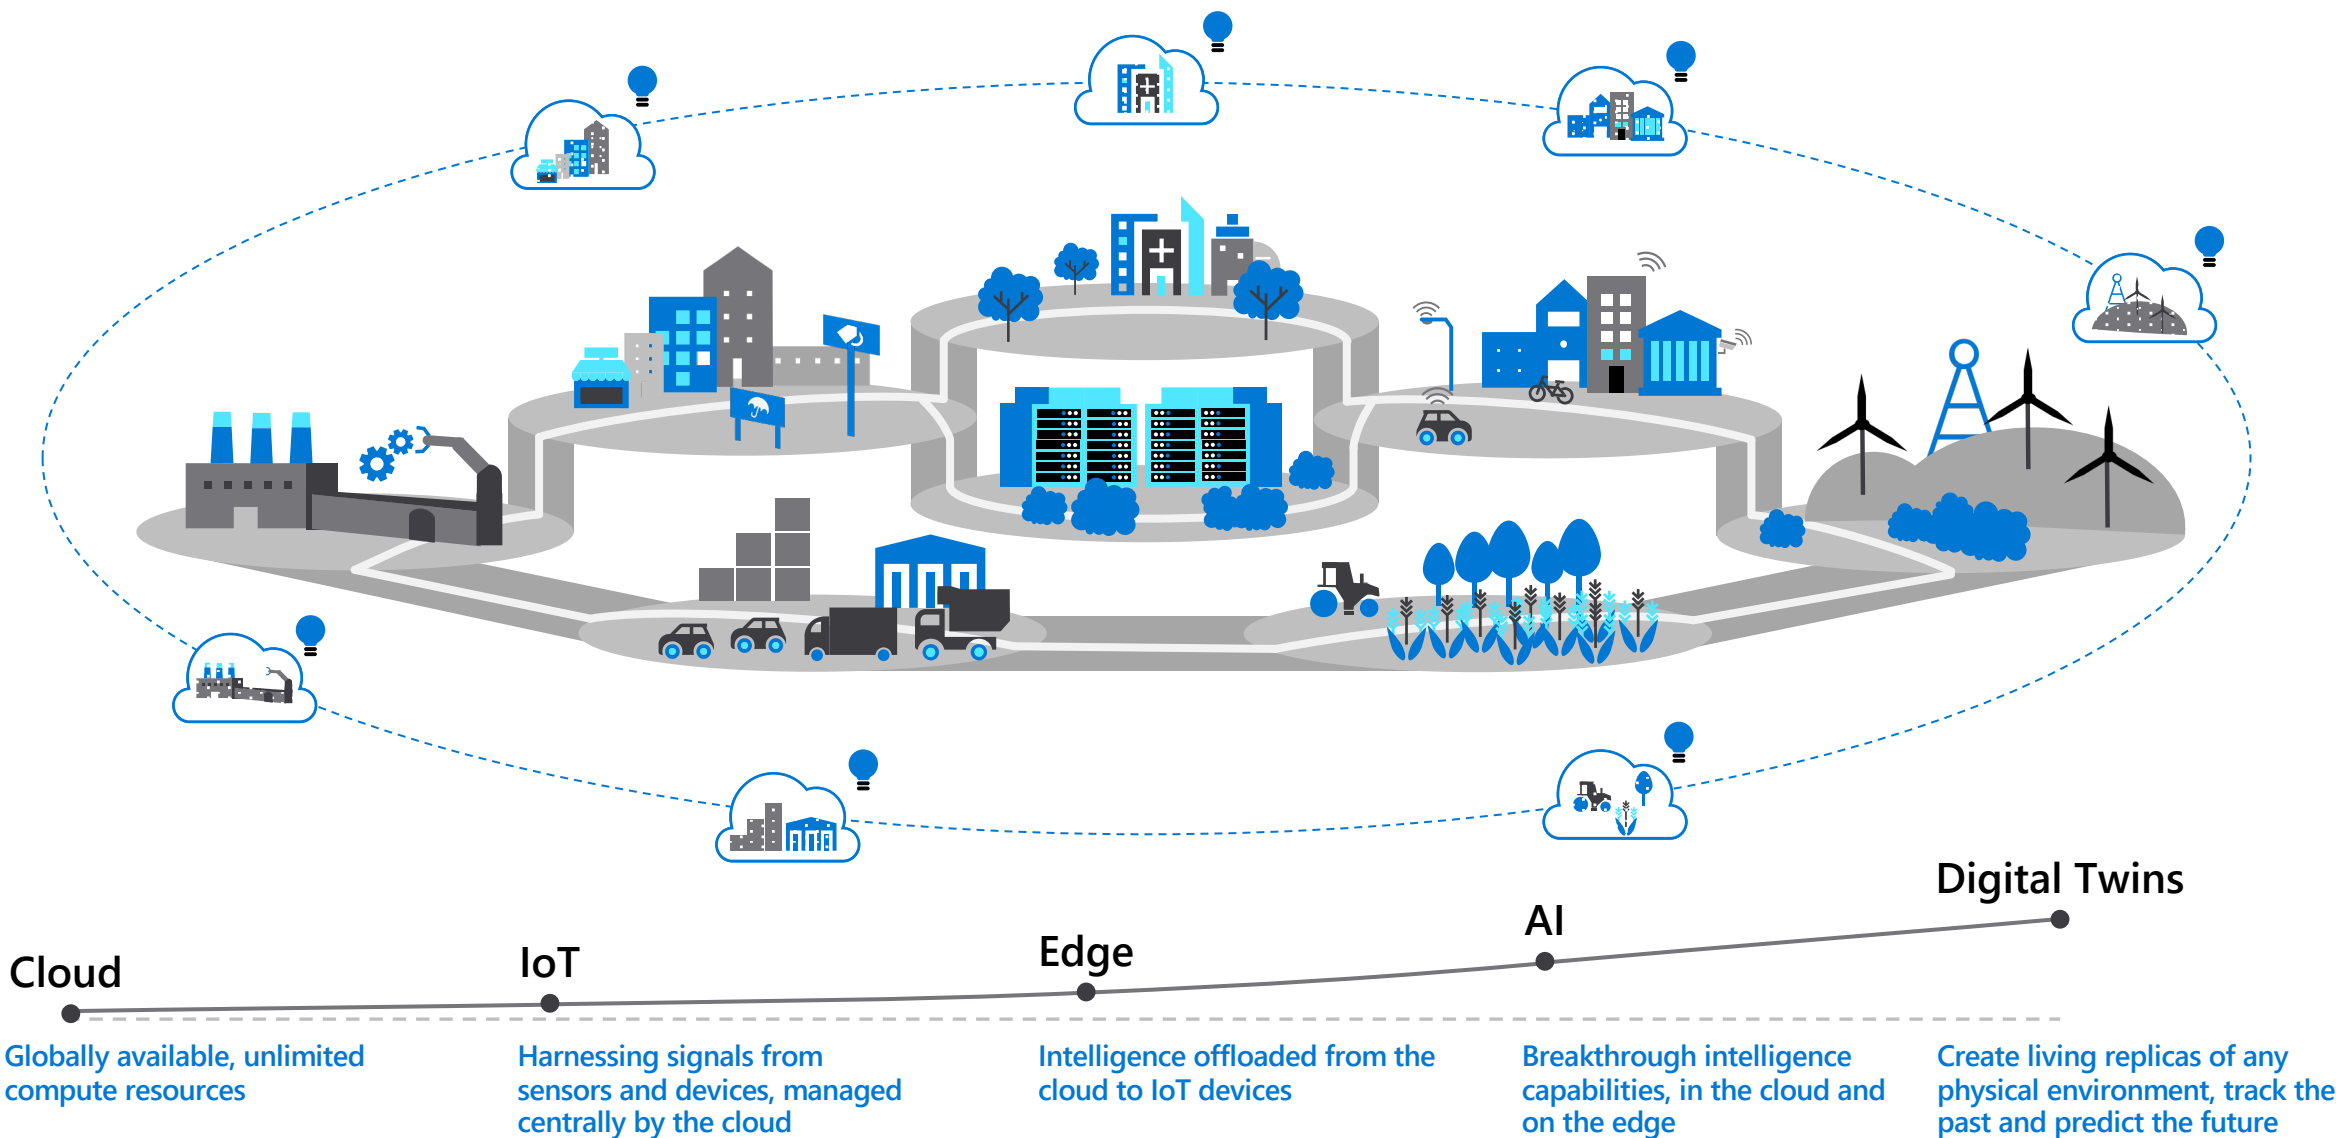 Digital Twins
AI
Edge
IoT
Cloud
Globally available, unlimited
compute resources
Harnessing signals from
sensors and devices, managed
centrally by the cloud
Intelligence offloaded from the
cloud to IoT devices
Breakthrough intelligence
capabilities, in the cloud and
on the edge
Create living replicas of any
physical environment, track the
past and predict the future